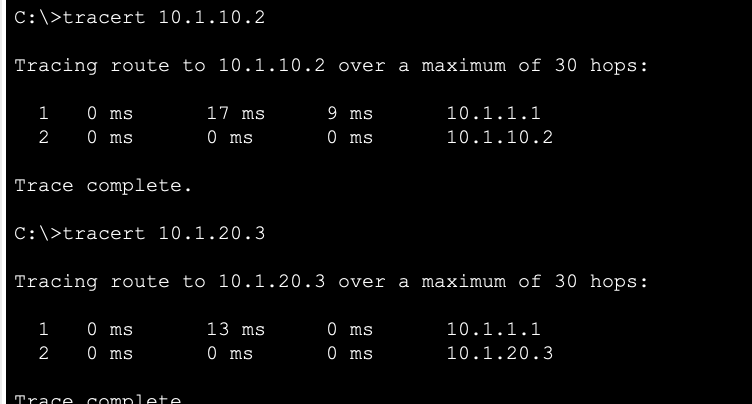 C:\>tracert 10.1.10.2
Tracing route to 10.1.10.2 over a maximum of 30 hops:
1 0 ms 17 ms 9 ms 10.1.1.1
2 0 ms 0 ms 0 ms 10.1.10.2
Trace complete.
C:\>tracert 10.1.20.3
Tracing route to 10.1.20.3 over a maximum of 30 hops:
1 0 ms 13 ms 0 ms 10.1.1.1
2 0 ms 0 ms 0 ms 10.1.20.3
Trace complete